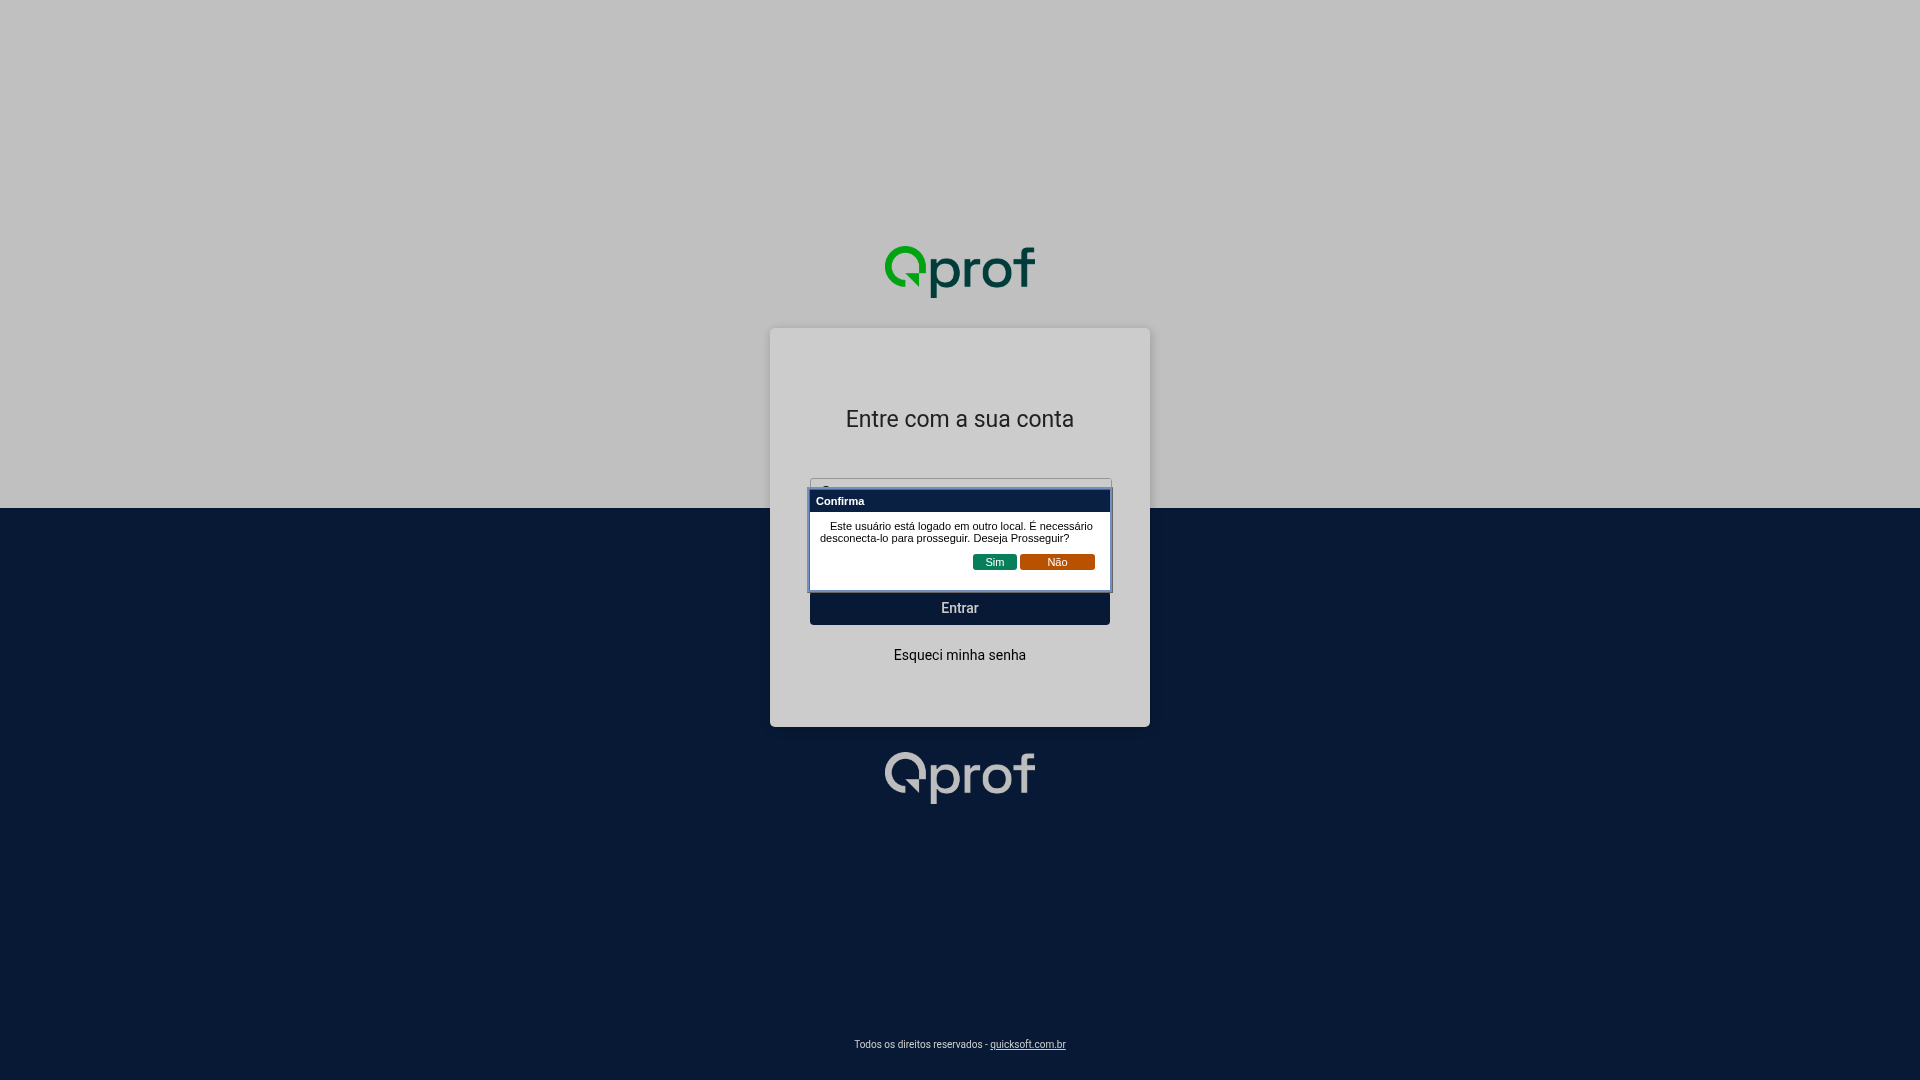 Qprof
Entre com a sua conta
Confirma
Este usuário está logado em outro local. É necessário
desconecta-lo para prosseguir. Deseja Prosseguir?
Sim Não
Entrar
Esqueci minha senha
Qprof
Todos os direitos reservados - quicksoft.com.br